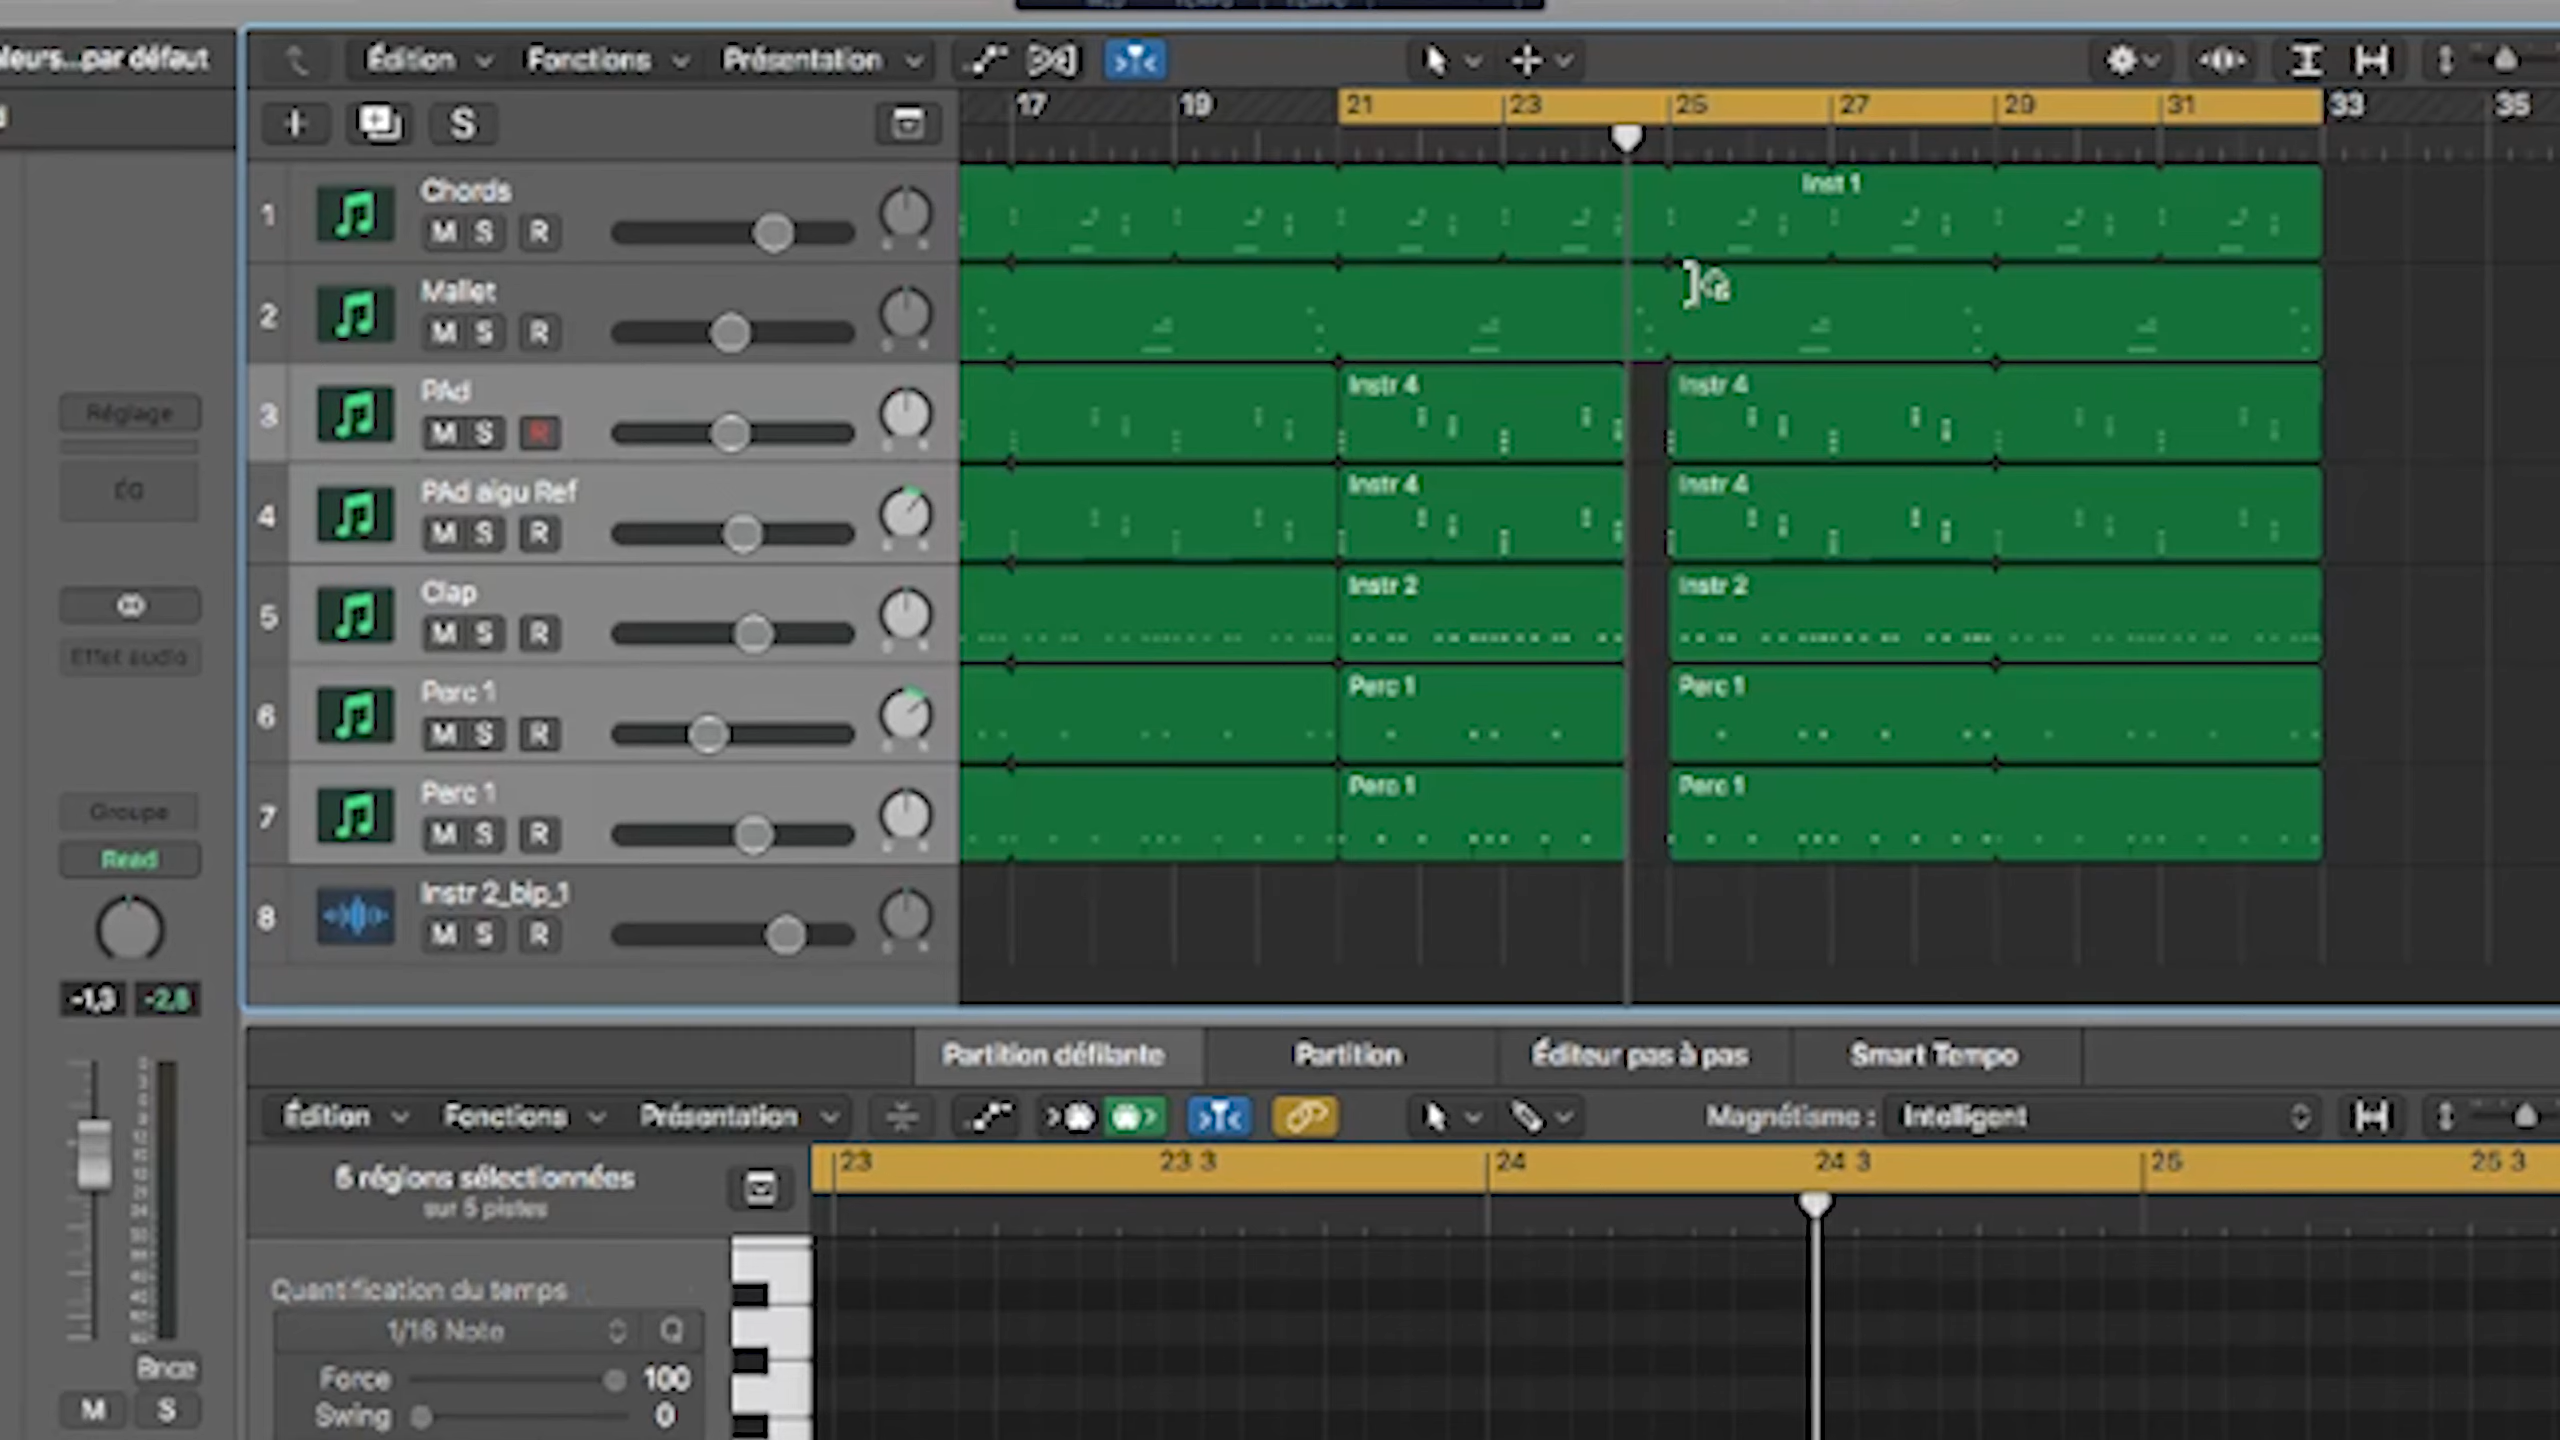 leurs...par défaut
Édition
Fonctions
Présentation
S
17
19
21
23
25
27
29
31
33
35
1
Chords
M S R
Inst 1
2
Mallet
M S R
3
PAd
M S R
Instr 4
Instr 4
4
PAd aigu Ref
M S R
Instr 4
Instr 4
5
Clap
M S R
Instr 2
Instr 2
6
Perc 1
M S R
Perc 1
Perc 1
7
Perc 1
M S R
Perc 1
Perc 1
8
Instr 2_bip_1
M S R
Réglage
ÉQ
Effet audio
Groupe
Read
-1,3
-2,8
Bnce
M
S
Partition défilante
Partition
Éditeur pas à pas
Smart Tempo
Édition
Fonctions
Présentation
Magnétisme :
Intelligent
5 régions sélectionnées
sur 5 pistes
23
23 3
24
24 3
25
25 3
Quantification du temps
1/16 Note
Q
Force
100
Swing
0